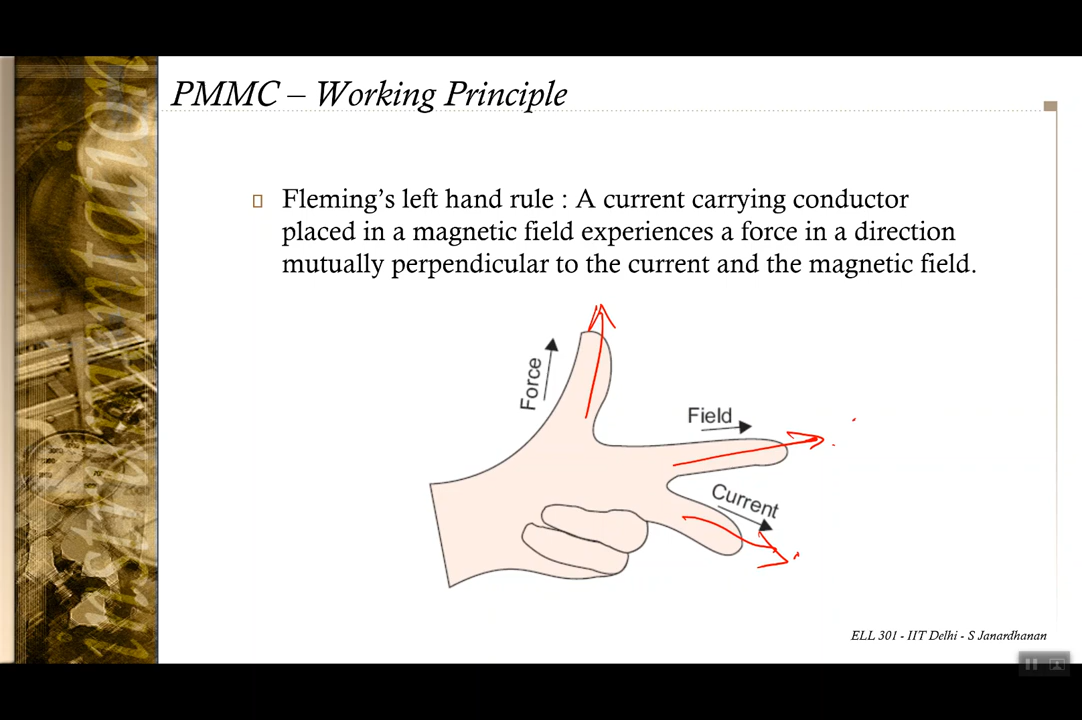 PMMC – Working Principle
Fleming's left hand rule : A current carrying conductor
placed in a magnetic field experiences a force in a direction
mutually perpendicular to the current and the magnetic field.
Force
Field
Current
ELL 301 - IIT Delhi - S Janardhanan
instrumentation